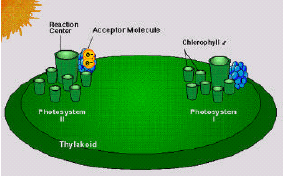 Reaction
Center
Acceptor Molecule
Chlorophyll a
Photosystem
II
Photosystem
I
Thylakoid